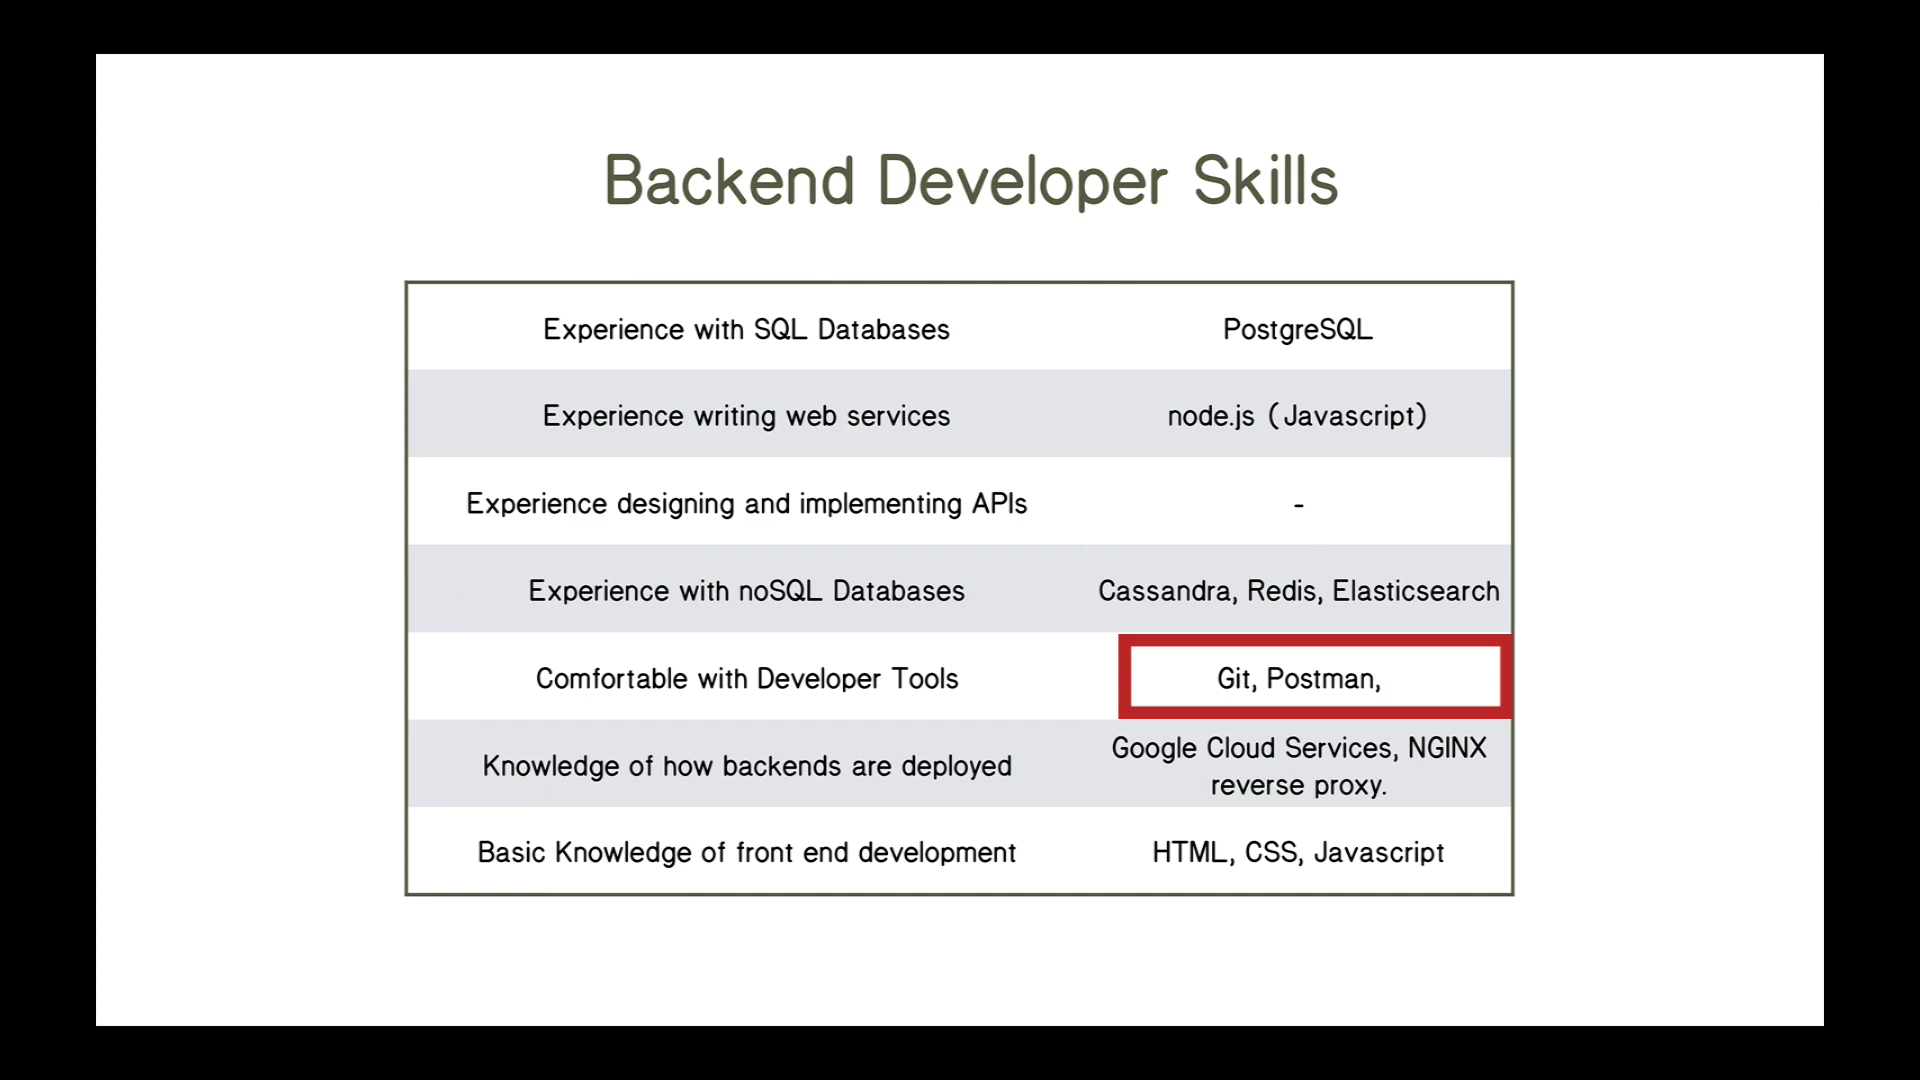 Backend Developer Skills
Experience with SQL Databases PostgreSQL
Experience writing web services node.js (Javascript)
Experience designing and implementing APIs -
Experience with noSQL Databases Cassandra, Redis, Elasticsearch
Comfortable with Developer Tools Git, Postman,
Knowledge of how backends are deployed Google Cloud Services, NGINX
reverse proxy.
Basic Knowledge of front end development HTML, CSS, Javascript